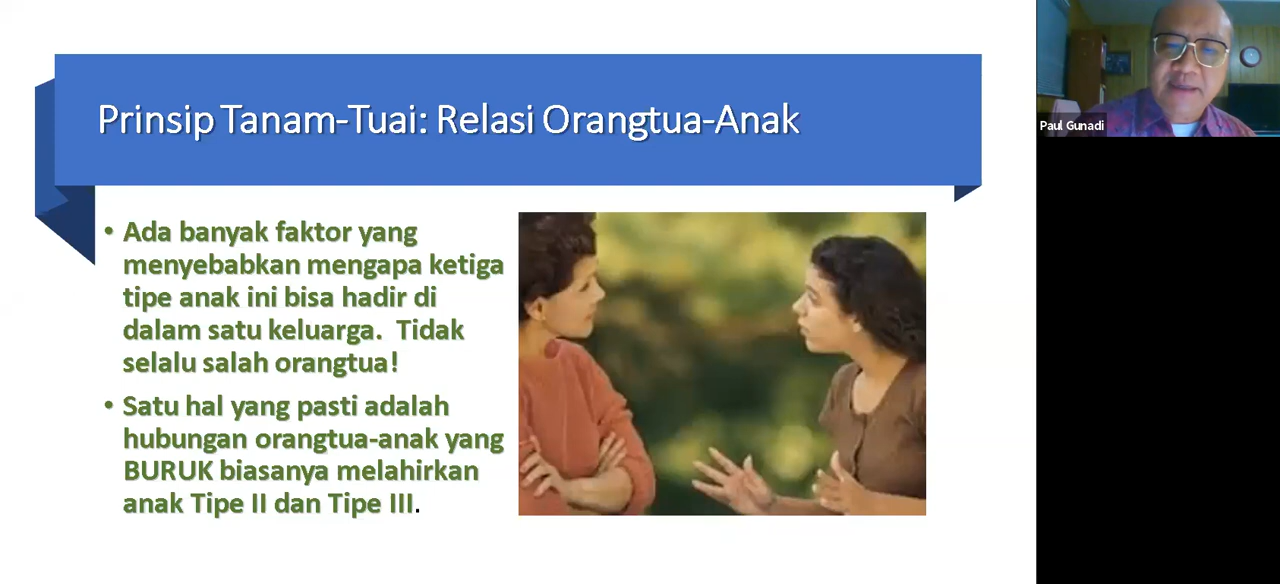 Prinsip Tanam-Tuai: Relasi Orangtua-Anak
• Ada banyak faktor yang
menyebabkan mengapa ketiga
tipe anak ini bisa hadir di
dalam satu keluarga.  Tidak
selalu salah orangtua!
• Satu hal yang pasti adalah
hubungan orangtua-anak yang
BURUK biasanya melahirkan
anak Tipe II dan Tipe III.
Paul Gunadi